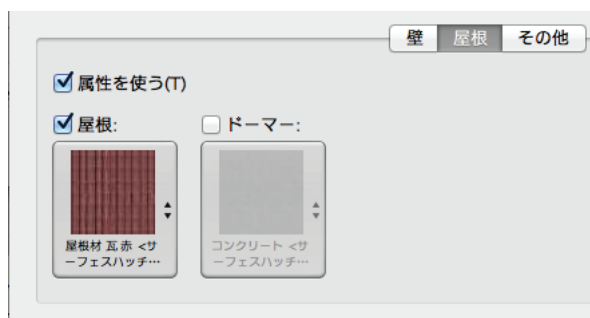 壁 屋根 その他
属性を使う(T)
屋根: ドーマー:
屋根材 瓦 赤 <サ
ーフェスハッチ…
コンクリート <サ
ーフェスハッチ…